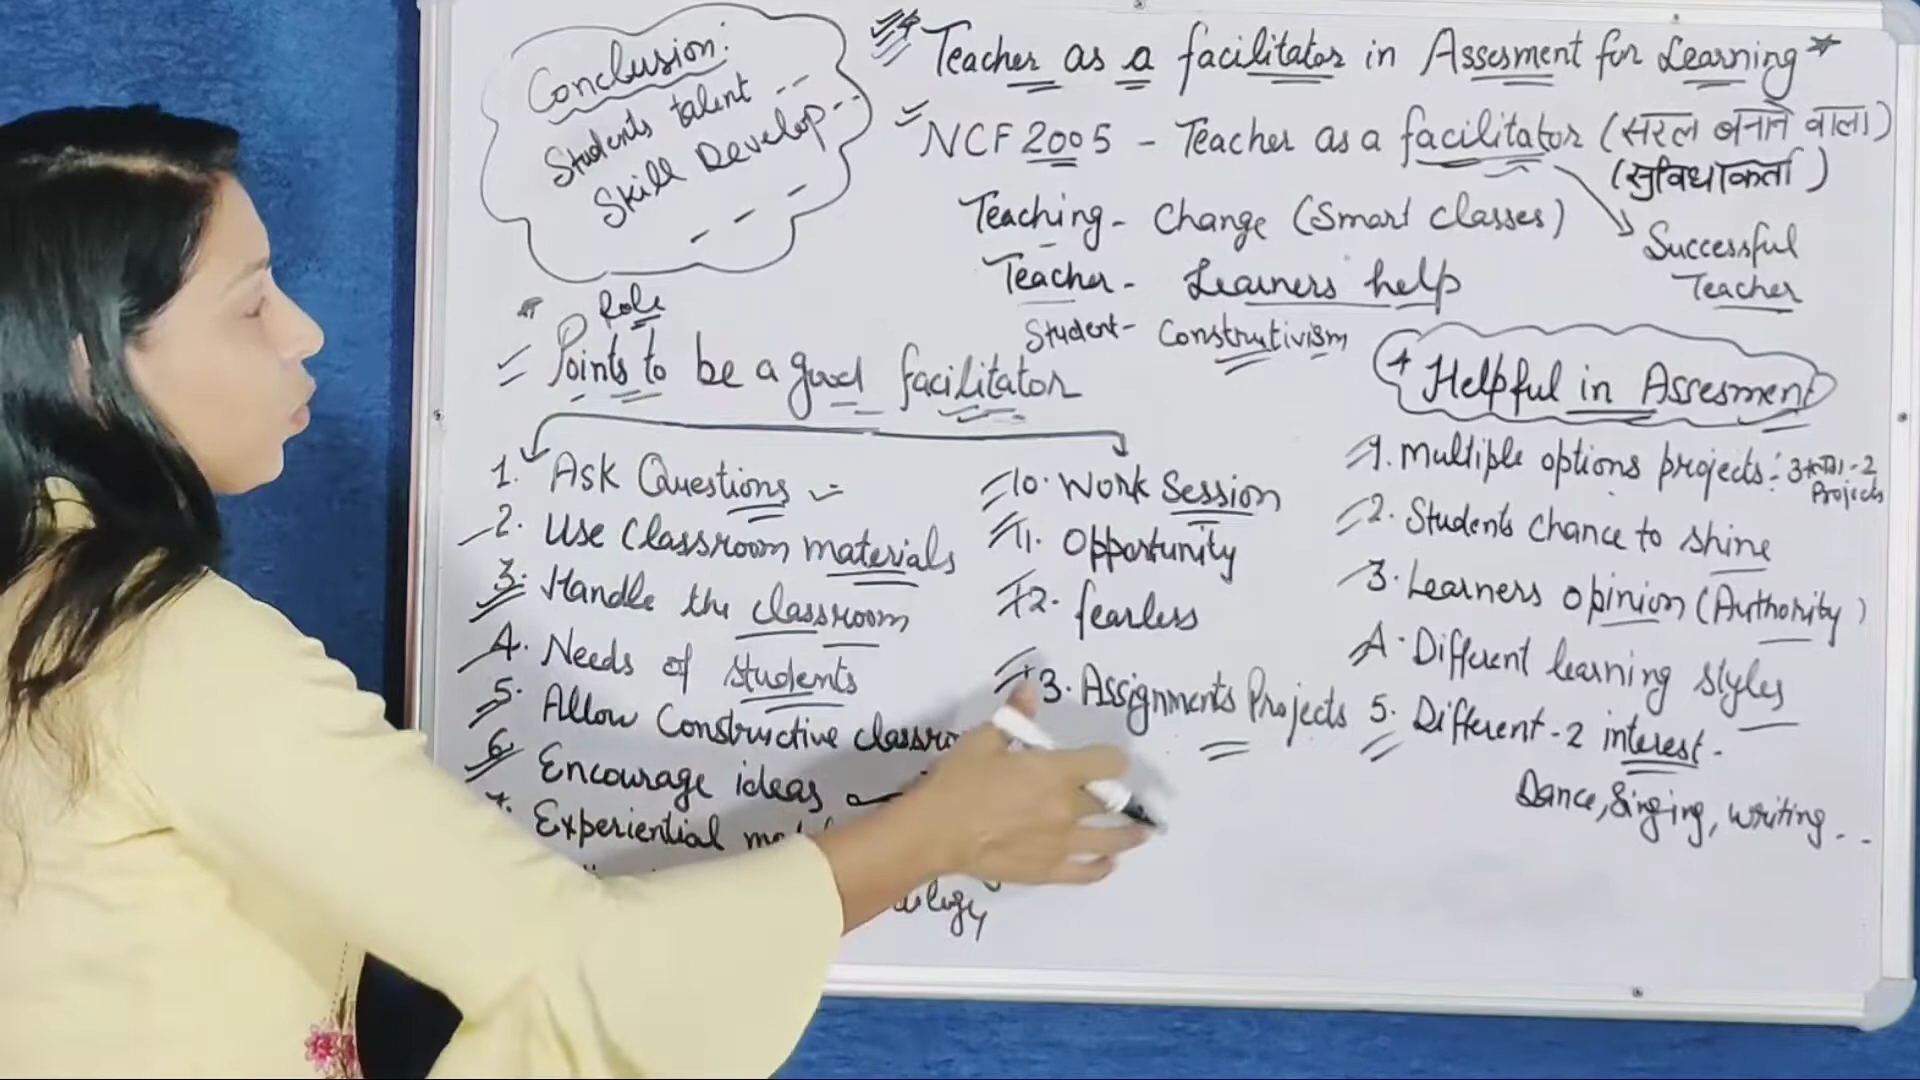 Teacher as a facilitator in Assesment for Learning
NCF 2005 - Teacher as a facilitator (सरल बनाने वाला)
(सुविधाकर्ता)
Successful
Teacher
Teaching - Change (Smart Classes)
Teacher - Learners help
Student - Construtivism
Conclusion:
Students talent --
Skill Develop--
Role
Points to be a good facilitator
1. Ask Questions
2. Use Classroom materials
3. Handle the classroom
4. Needs of students
5. Allow Constructive
6. Encourage ideas
Experiential
10. Work Session
11. Opportunity
12. fearless
13. Assignments Projects
Helpful in Assesment
1. Multiple options projects:
Projects
2. Students chance to shine
3. Learners opinion (Authority)
4. Different learning styles
5. Different-2 interest -
Dance, Singing, writing - -